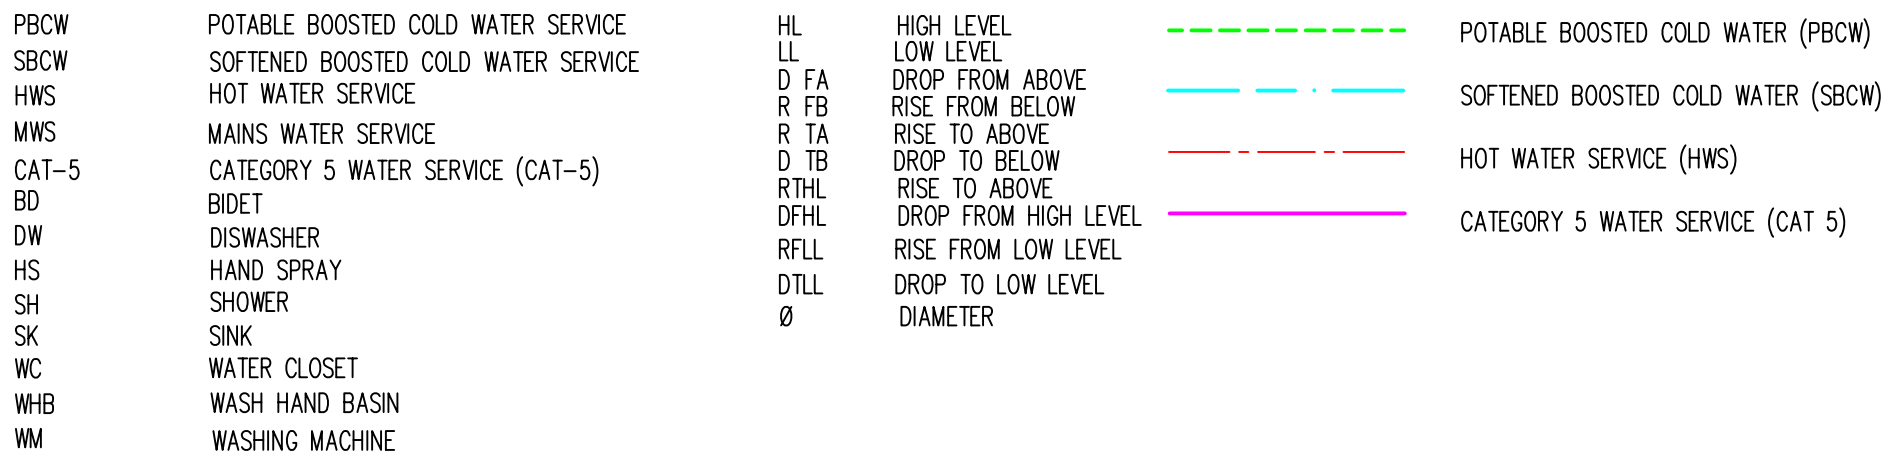 PBCW POTABLE BOOSTED COLD WATER SERVICE
SBCW SOFTENED BOOSTED COLD WATER SERVICE
HWS HOT WATER SERVICE
MWS MAINS WATER SERVICE
CAT-5 CATEGORY 5 WATER SERVICE (CAT-5)
BD BIDET
DW DISWASHER
HS HAND SPRAY
SH SHOWER
SK SINK
WC WATER CLOSET
WHB WASH HAND BASIN
WM WASHING MACHINE
HL HIGH LEVEL
LL LOW LEVEL
D FA DROP FROM ABOVE
R FB RISE FROM BELOW
R TA RISE TO ABOVE
D TB DROP TO BELOW
RTHL RISE TO ABOVE
DFHL DROP FROM HIGH LEVEL
RFLL RISE FROM LOW LEVEL
DTLL DROP TO LOW LEVEL
Ø DIAMETER
POTABLE BOOSTED COLD WATER (PBCW)
SOFTENED BOOSTED COLD WATER (SBCW)
HOT WATER SERVICE (HWS)
CATEGORY 5 WATER SERVICE (CAT 5)